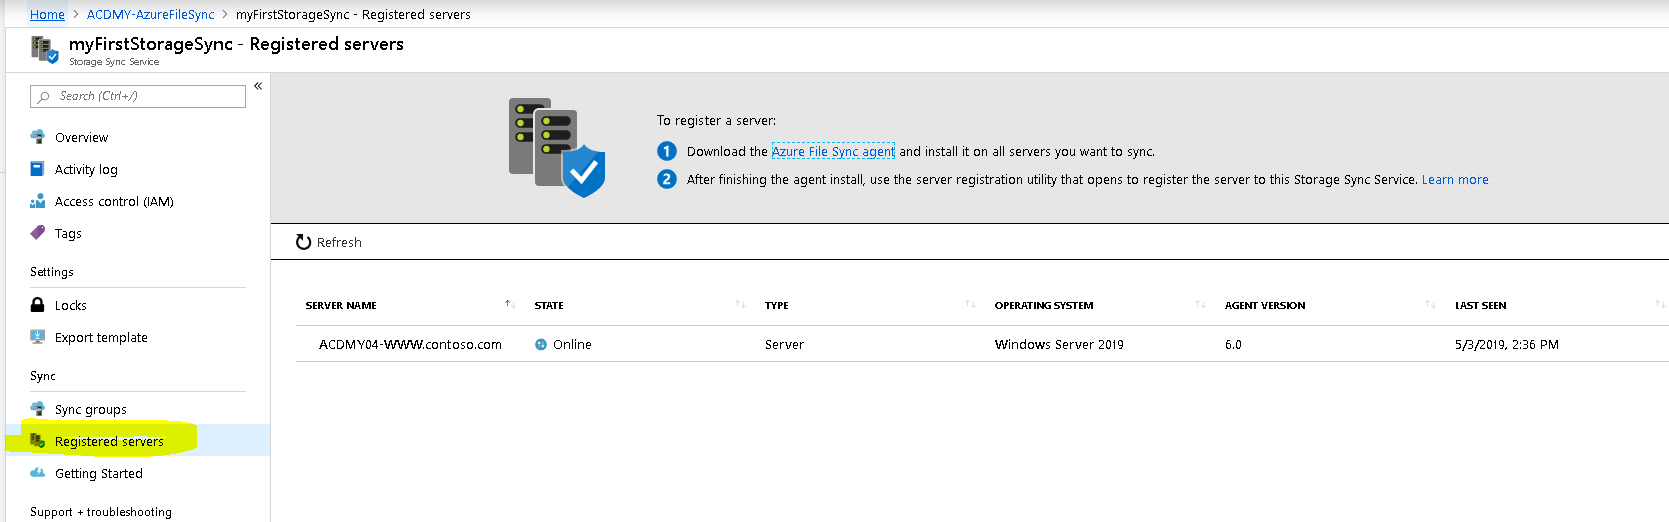 Home > ACDMY-AzureFileSync > myFirstStorageSync - Registered servers
myFirstStorageSync - Registered servers
Storage Sync Service
«
Search (Ctrl+/)
Overview
Activity log
Access control (IAM)
Tags
Settings
Locks
Export template
Sync
Sync groups
Registered servers
Getting Started
Support + troubleshooting
To register a server:
1 Download the Azure File Sync agent and install it on all servers you want to sync.
2 After finishing the agent install, use the server registration utility that opens to register the server to this Storage Sync Service. Learn more
Refresh
SERVER NAME STATE TYPE OPERATING SYSTEM AGENT VERSION LAST SEEN
ACDMY04-WWW.contoso.com Online Server Windows Server 2019 6.0 5/3/2019, 2:36 PM